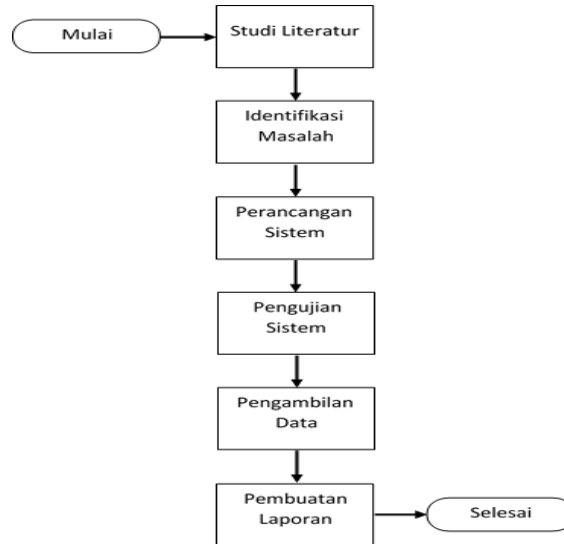 Mulai
Studi Literatur
Identifikasi
Masalah
Perancangan
Sistem
Pengujian
Sistem
Pengambilan
Data
Pembuatan
Laporan
Selesai